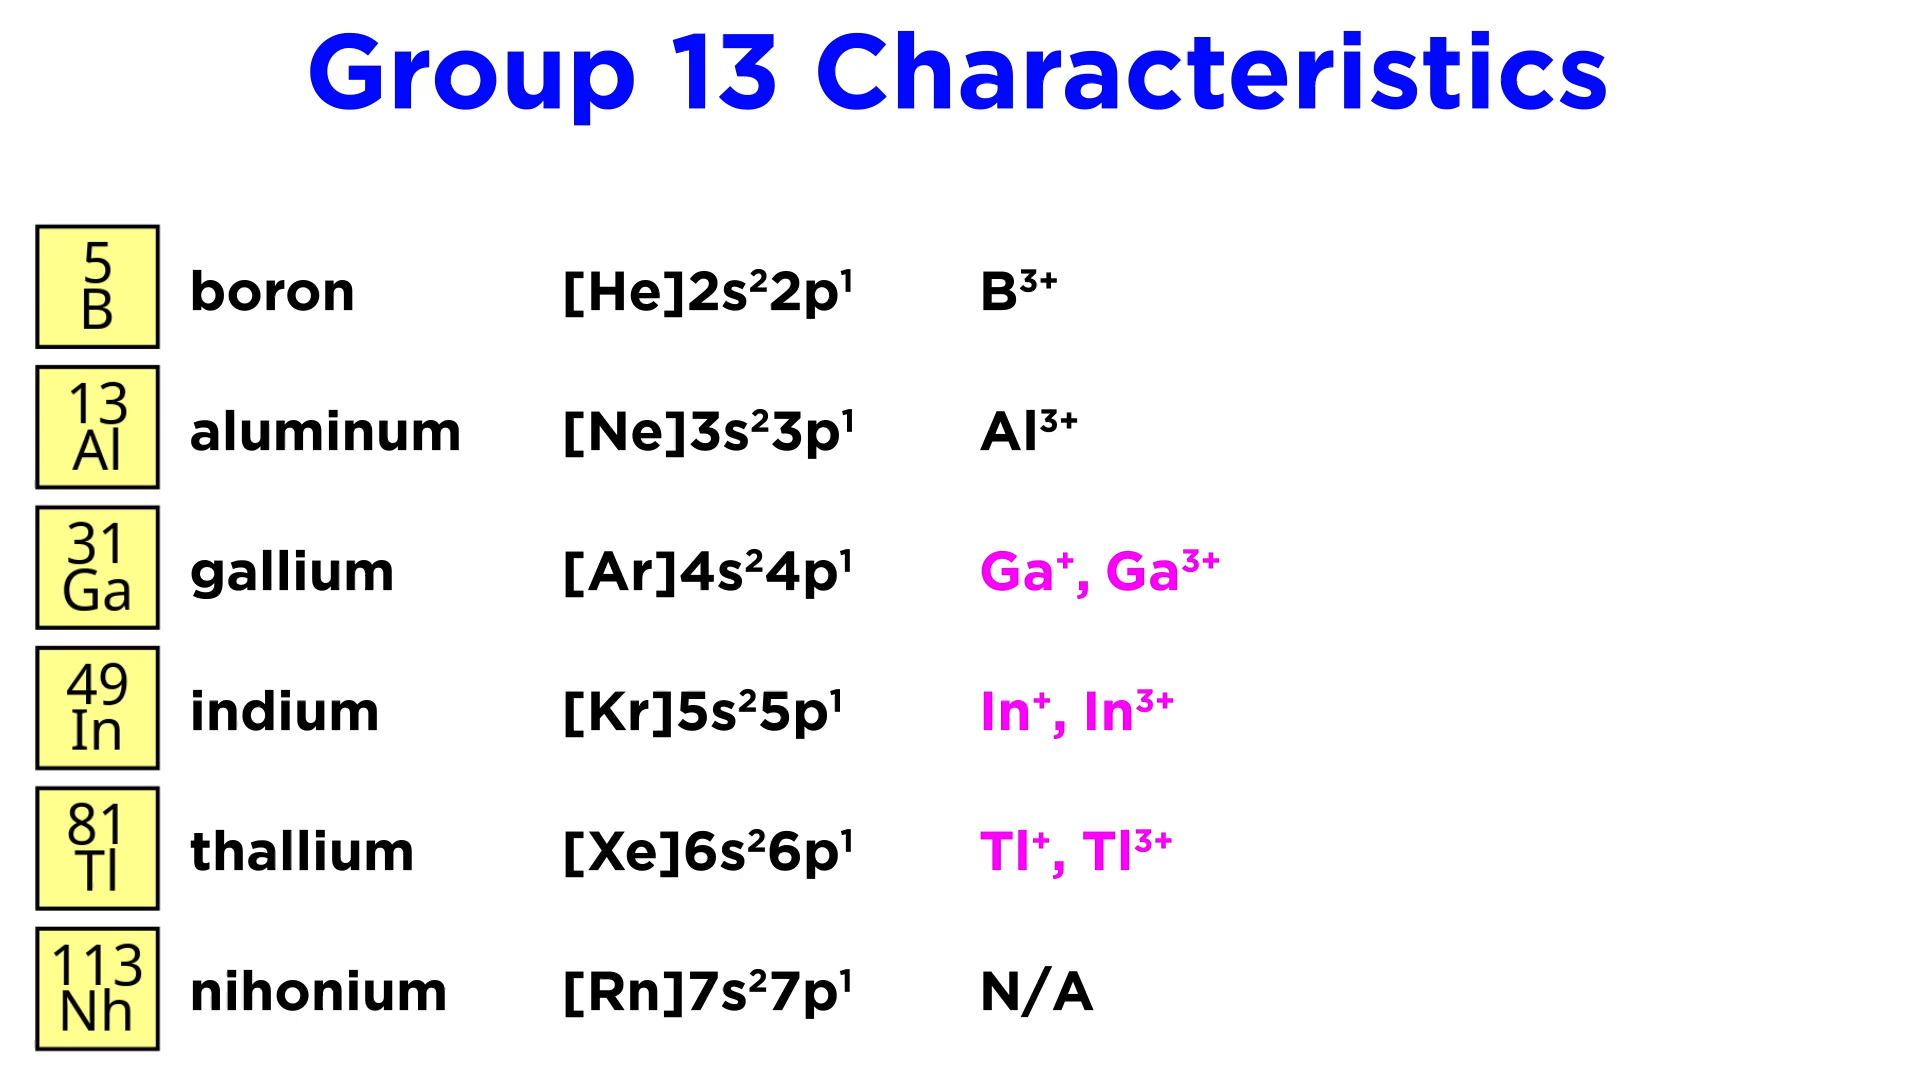 Group 13 Characteristics
5
B
boron [He]2s²2p¹ B³⁺
13
Al
aluminum [Ne]3s²3p¹ Al³⁺
31
Ga
gallium [Ar]4s²4p¹ Ga⁺, Ga³⁺
49
In
indium [Kr]5s²5p¹ In⁺, In³⁺
81
Tl
thallium [Xe]6s²6p¹ Tl⁺, Tl³⁺
113
Nh
nihonium [Rn]7s²7p¹ N/A